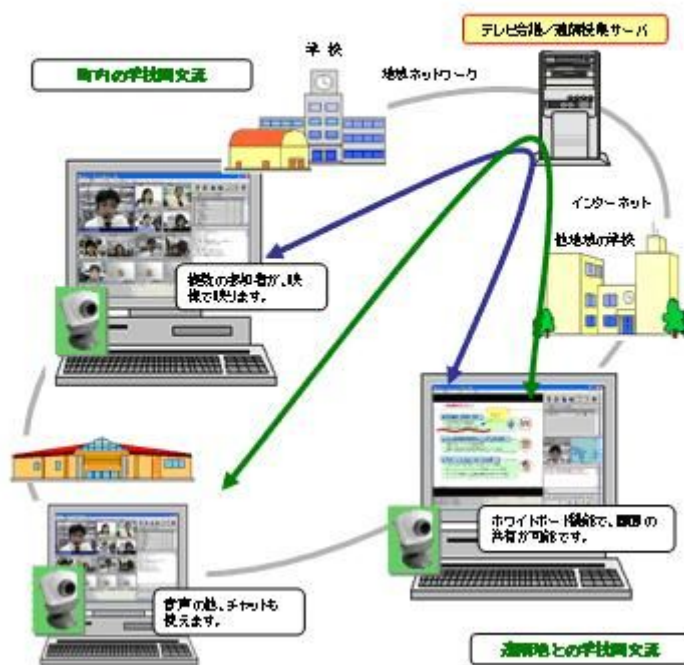 テレビ会議/遠隔授業サーバ
学校
地域ネットワーク
町内の学校間交流
インターネット
他地域の学校
複数の参加者が、映
像で映ります。
ホワイトボード機能で、の
共有が可能です。
音声の他、チャットも
使えます。
遠隔地との学校間交流